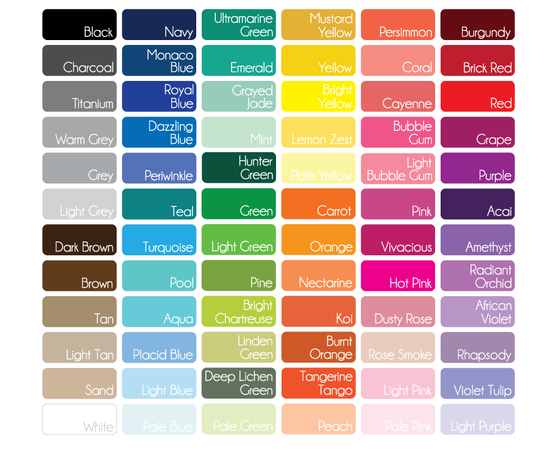 Black
Navy
Ultramarine
Green
Mustard
Yellow
Persimmon
Burgundy
Charcoal
Monaco
Blue
Emerald
Yellow
Coral
Brick Red
Titanium
Royal
Blue
Grayed
Jade
Bright
Yellow
Cayenne
Red
Warm Grey
Dazzling
Blue
Mint
Lemon Zest
Bubble
Gum
Grape
Grey
Periwinkle
Hunter
Green
Pale Yellow
Light
Bubble Gum
Purple
Light Grey
Teal
Green
Carrot
Pink
Acai
Dark Brown
Turquoise
Light Green
Orange
Vivacious
Amethyst
Brown
Pool
Pine
Nectarine
Hot Pink
Radiant
Orchid
Tan
Aqua
Bright
Chartreuse
Koi
Dusty Rose
African
Violet
Light Tan
Placid Blue
Linden
Green
Burnt
Orange
Rose Smoke
Rhapsody
Sand
Light Blue
Deep Lichen
Green
Tangerine
Tango
Light Pink
Violet Tulip
White
Pale Blue
Pale Green
Peach
Pale Pink
Light Purple